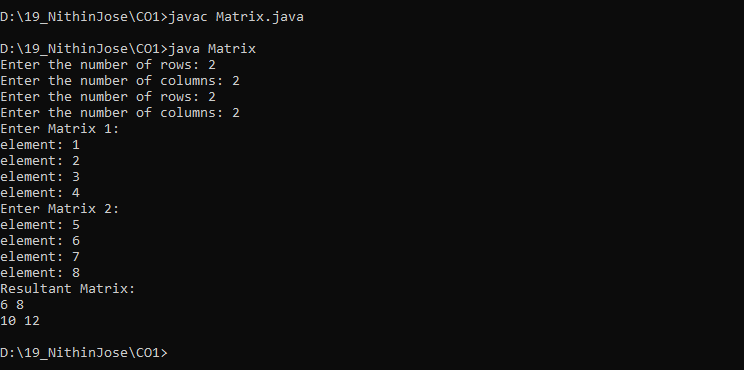 D:\19_NithinJose\CO1>javac Matrix.java
D:\19_NithinJose\CO1>java Matrix
Enter the number of rows: 2
Enter the number of columns: 2
Enter the number of rows: 2
Enter the number of columns: 2
Enter Matrix 1:
element: 1
element: 2
element: 3
element: 4
Enter Matrix 2:
element: 5
element: 6
element: 7
element: 8
Resultant Matrix:
6 8
10 12
D:\19_NithinJose\CO1>